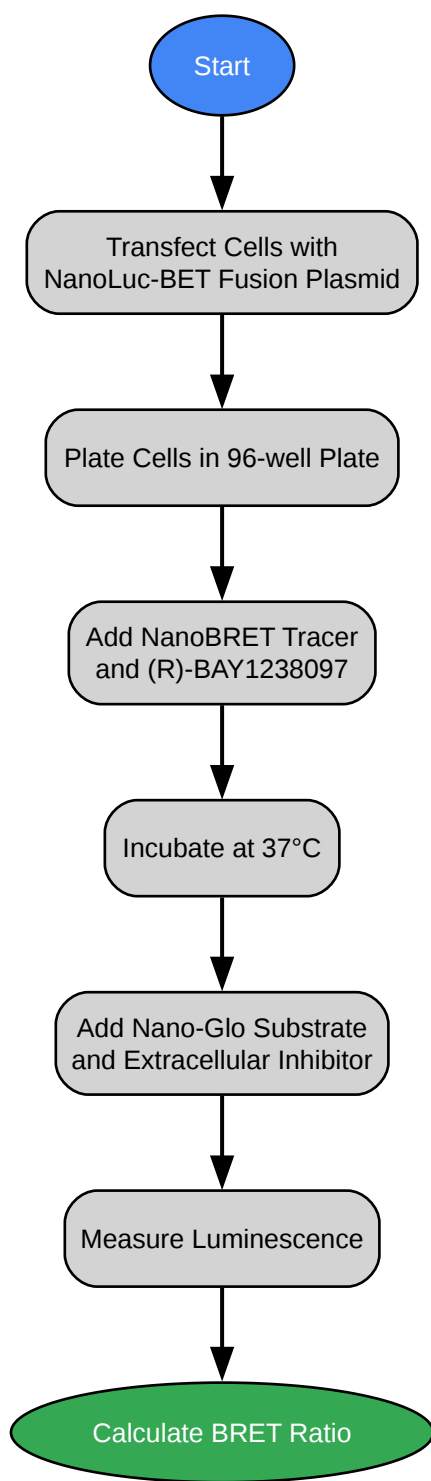 Start
Transfect Cells with
NanoLuc-BET Fusion Plasmid
Plate Cells in 96-well Plate
Add NanoBRET Tracer
and (R)-BAY1238097
Incubate at 37°C
Add Nano-Glo Substrate
and Extracellular Inhibitor
Measure Luminescence
Calculate BRET Ratio